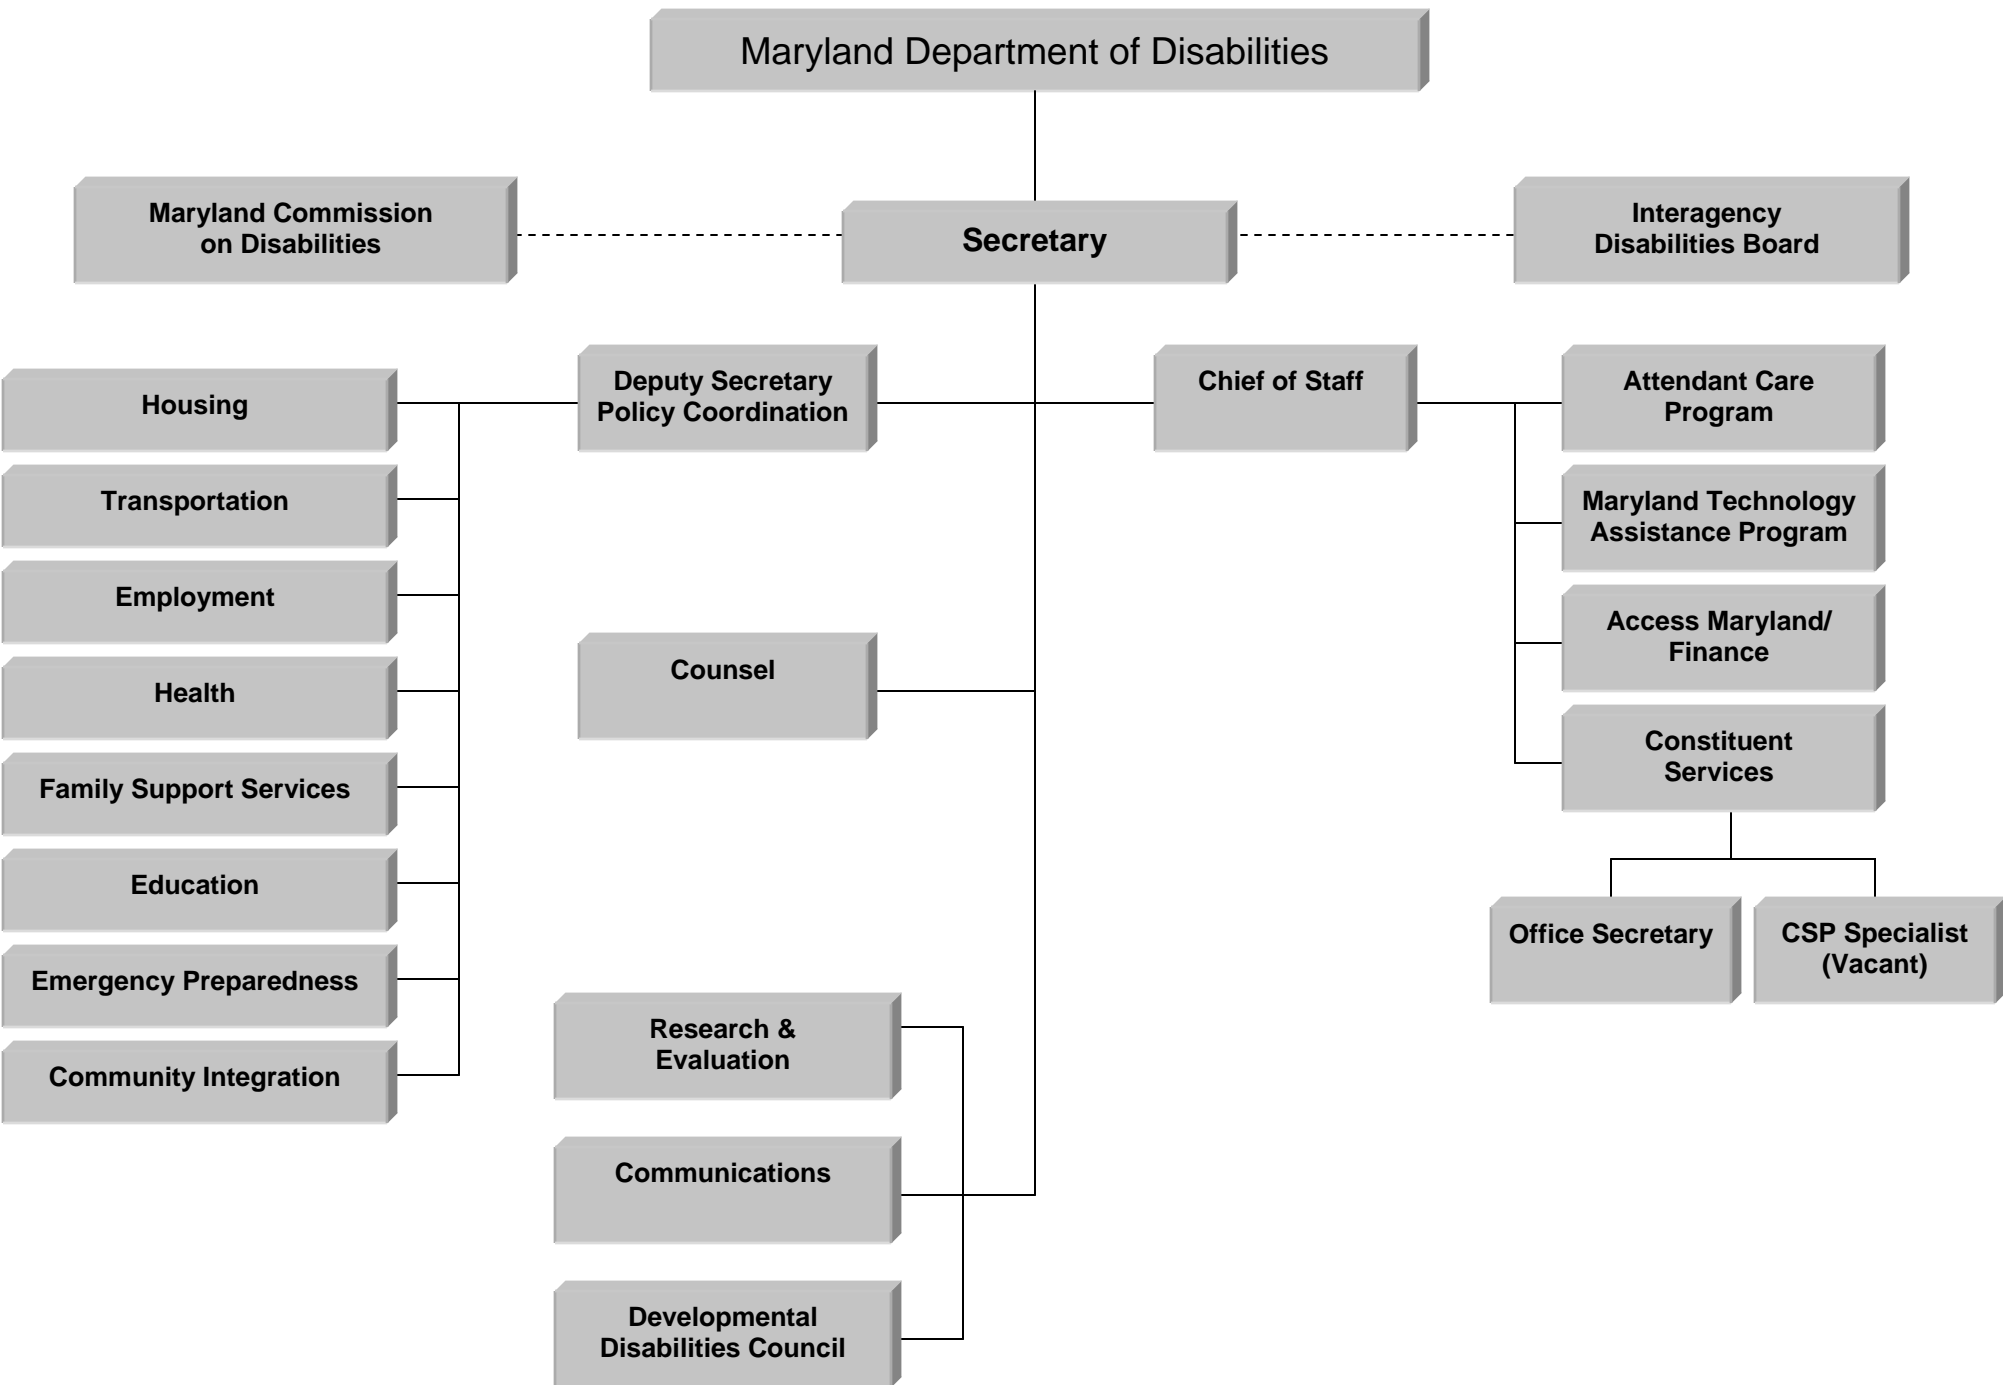 Maryland Department of Disabilities
Maryland Commission
on Disabilities
Secretary
Interagency
Disabilities Board
Housing
Transportation
Employment
Health
Family Support Services
Education
Emergency Preparedness
Community Integration
Deputy Secretary
Policy Coordination
Counsel
Research &
Evaluation
Communications
Developmental
Disabilities Council
Chief of Staff
Attendant Care
Program
Maryland Technology
Assistance Program
Access Maryland/
Finance
Constituent
Services
Office Secretary
CSP Specialist
(Vacant)